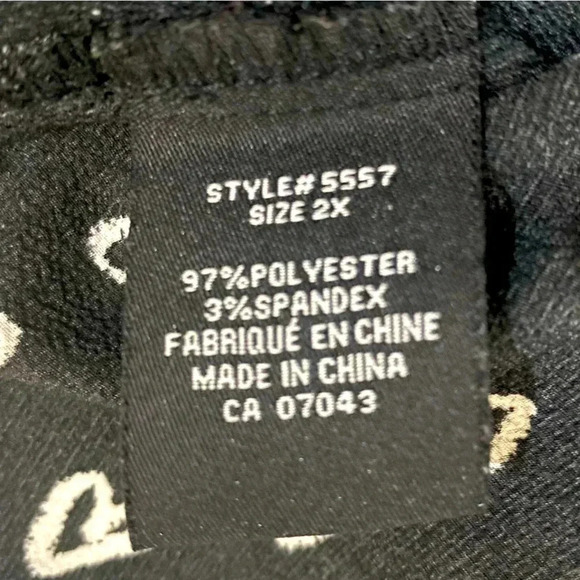 STYLE# 5557
SIZE 2X
97%POLYESTER
3%SPANDEX
FABRIQUÉ EN CHINE
MADE IN CHINA
CA 07043